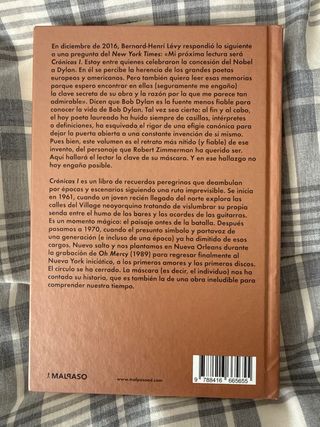 En diciembre de 2016, Bernard-Henri Lévy respondió lo siguiente
a una pregunta del New York Times: «Mi próxima lectura será
Crónicas I. Estoy entre quienes celebraron la concesión del Nobel
a Dylan. En él se percibe la herencia de los grandes poetas
europeos y americanos. Pero también quiero leer esas memorias
porque espero encontrar en ellas (seguramente me engaño)
la clave secreta de su obra y la razón por la que me parece tan
admirable». Dicen que Bob Dylan es la fuente menos fiable para
conocer la vida de Bob Dylan. Tal vez sea cierto: al fin y al cabo,
el hoy poeta laureado ha huido siempre de casillas, intérpretes
a definiciones, ha esquivado el rigor de una efigie canónica para
dejar la puerta abierta a una constante invención de sí mismo.
Pues bien, este volumen es el retrato más nítido (y fiable) de ese
invento, del personaje que Robert Zimmerman ha querido ser.
Aquí hallará el lector la clave de su máscara. Y en ese hallazgo no
hay engaño posible.
Crónicas I es un libro de recuerdos peregrinos que deambulan
por épocas y escenarios siguiendo una ruta imprevisible. Se inicia
en 1961, cuando un joven recién llegado del norte explora las
calles del Village neoyorquino tratando de vislumbrar su propia
senda entre el humo de los bares y los acordes de las guitarras.
Es un momento mágico: el paisaje antes de la batalla. Después
pasamos a 1970, cuando el presunto símbolo y portavoz de
una generación (e incluso de una época) ya ha dimitido de esos
cargos. Nuevo salto y nos plantamos en Nueva Orleans durante
la grabación de Oh Mercy (1989) para regresar finalmente al
Nueva York iniciático, a los primeros amores y los primeros discos.
El círculo se ha cerrado. La máscara (es decir, el individuo) nos ha
contado su historia, que es también la de una obra ineludible para
comprender nuestro tiempo.
MALPASO
www.malpasoed.com
9 788416 665655